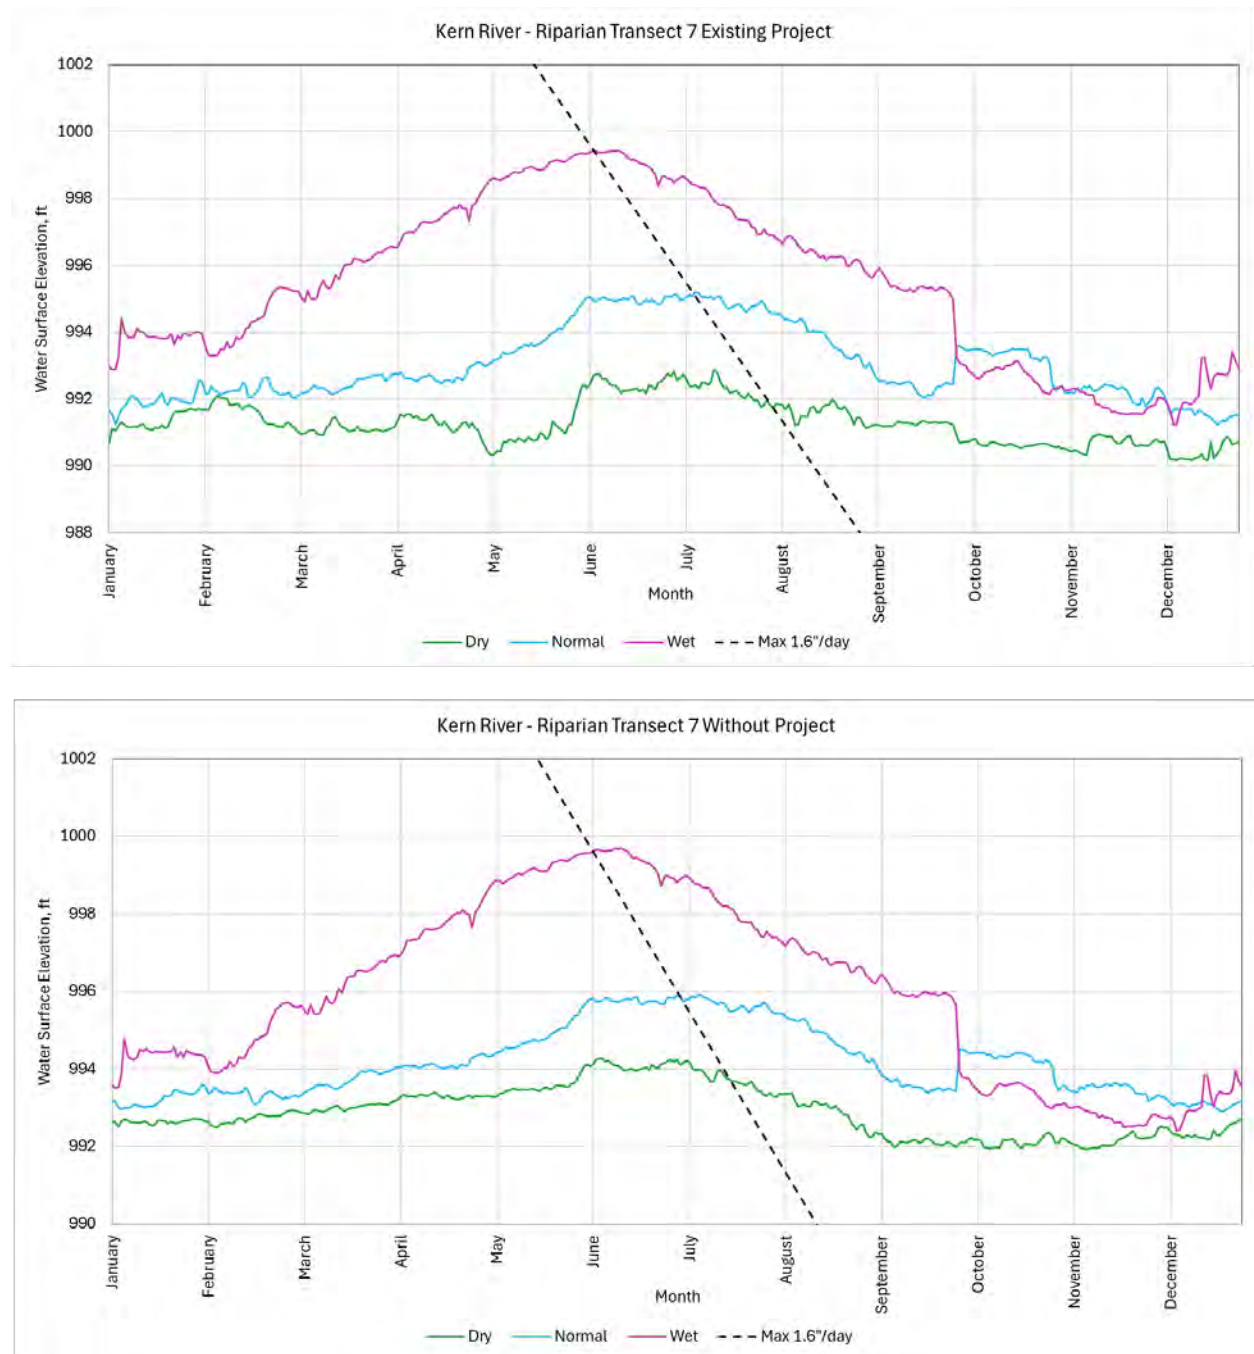 Kern River - Riparian Transect 7 Existing Project
1002
1000
998
996
994
992
990
988
Water Surface Elevation, ft
January
February
March
April
May
June
July
August
September
October
November
December
Month
Dry
Normal
Wet
Max 1.6"/day
Kern River - Riparian Transect 7 Without Project
1002
1000
998
996
994
992
990
Water Surface Elevation, ft
January
February
March
April
May
June
July
August
September
October
November
December
Month
Dry
Normal
Wet
Max 1.6"/day